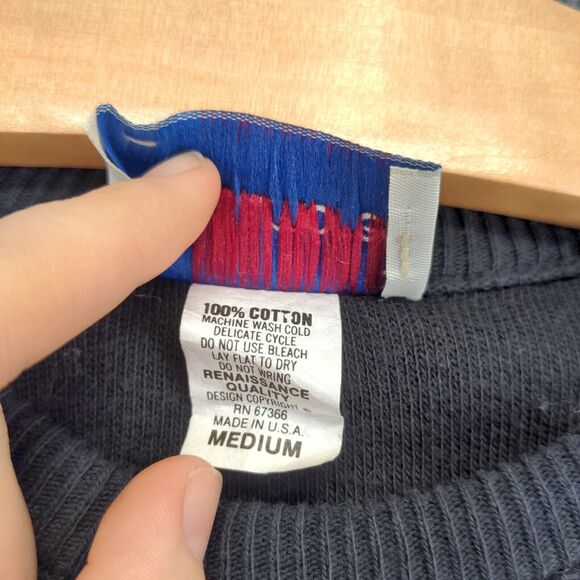 100% COTTON
MACHINE WASH COLD
DELICATE CYCLE
DO NOT USE BLEACH
LAY FLAT TO DRY
DO NOT WRING
RENAISSANCE
QUALITY
DESIGN COPYRIGHT ©
RN 67366
MADE IN U.S.A.
MEDIUM